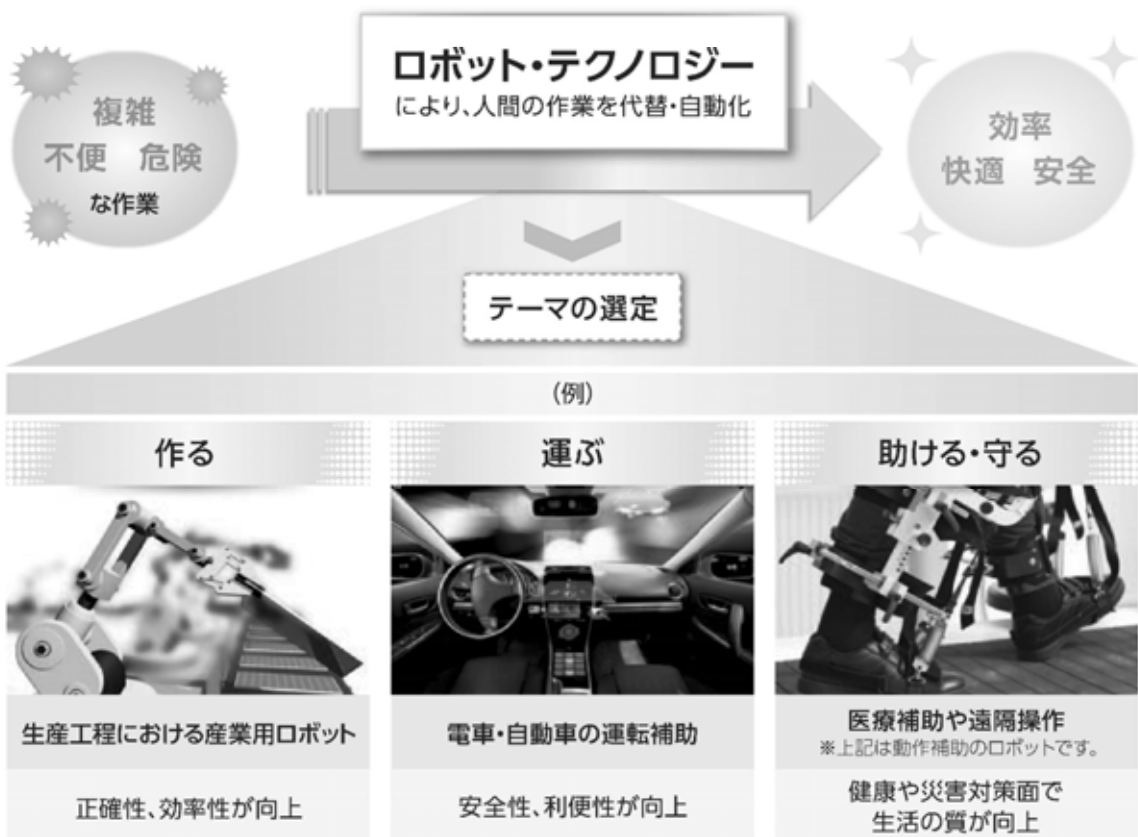 複雑
不便 危険
な作業
ロボット・テクノロジー
により、人間の作業を代替・自動化
効率
快適 安全
テーマの選定
(例)
作る
運ぶ
助ける・守る
生産工程における産業用ロボット
電車・自動車の運転補助
医療補助や遠隔操作
※上記は動作補助のロボットです。
正確性、効率性が向上
安全性、利便性が向上
健康や災害対策面で
生活の質が向上